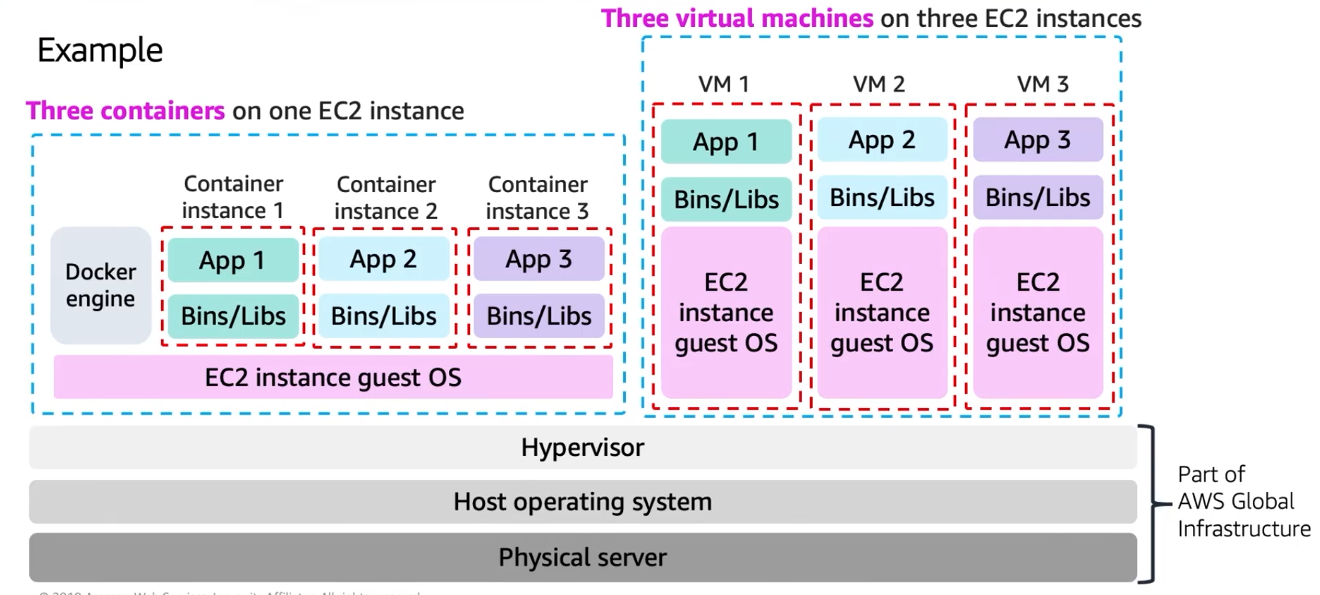 Three virtual machines on three EC2 instances
Example
Three containers on one EC2 instance
Container
instance 1
Container
instance 2
Container
instance 3
Docker
engine
App 1
App 2
App 3
Bins/Libs
Bins/Libs
Bins/Libs
EC2 instance guest OS
VM 1
VM 2
VM 3
App 1
App 2
App 3
Bins/Libs
Bins/Libs
Bins/Libs
EC2
instance
guest OS
EC2
instance
guest OS
EC2
instance
guest OS
Hypervisor
Host operating system
Physical server
Part of
AWS Global
Infrastructure